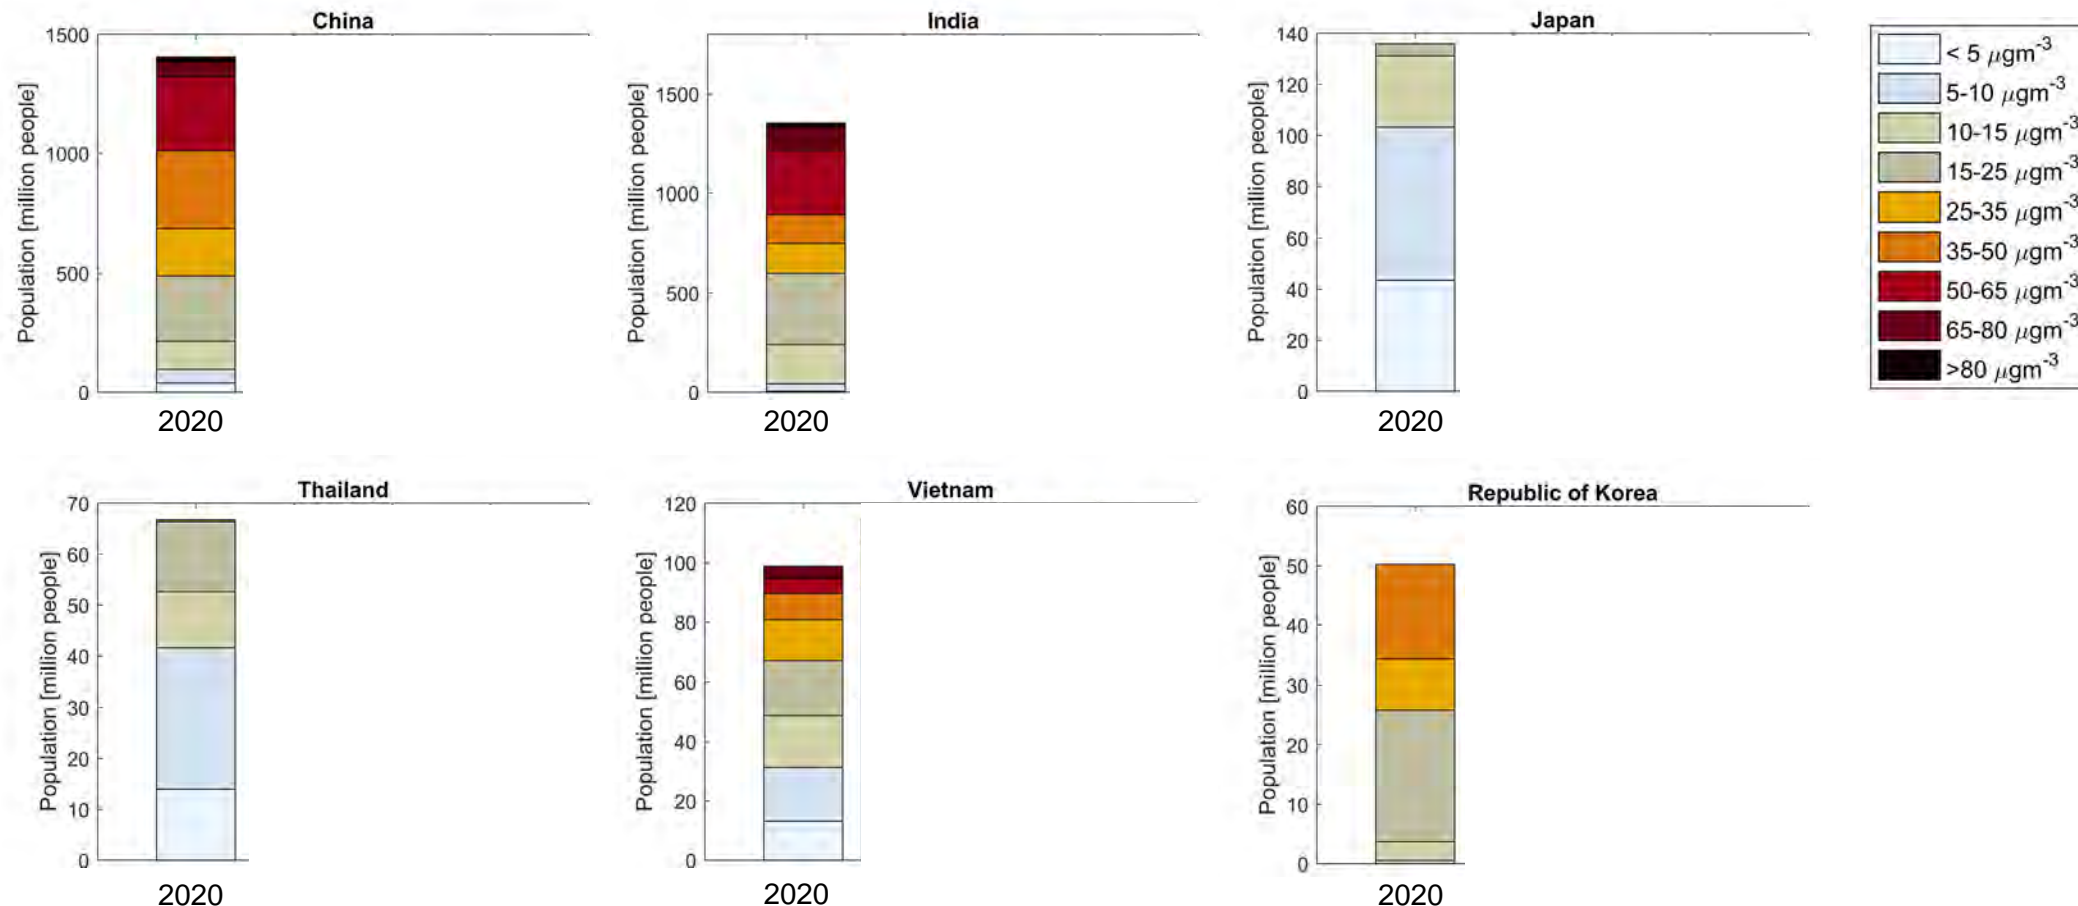 China
1500
1000
500
0
Population [million people]
2020
India
1500
1000
500
0
Population [million people]
2020
Japan
140
120
100
80
60
40
20
0
Population [million people]
2020
< 5 μgm-3
5-10 μgm-3
10-15 μgm-3
15-25 μgm-3
25-35 μgm-3
35-50 μgm-3
50-65 μgm-3
65-80 μgm-3
>80 μgm-3
Thailand
70
60
50
40
30
20
10
0
Population [million people]
2020
Vietnam
120
100
80
60
40
20
0
Population [million people]
2020
Republic of Korea
60
50
40
30
20
10
0
Population [million people]
2020